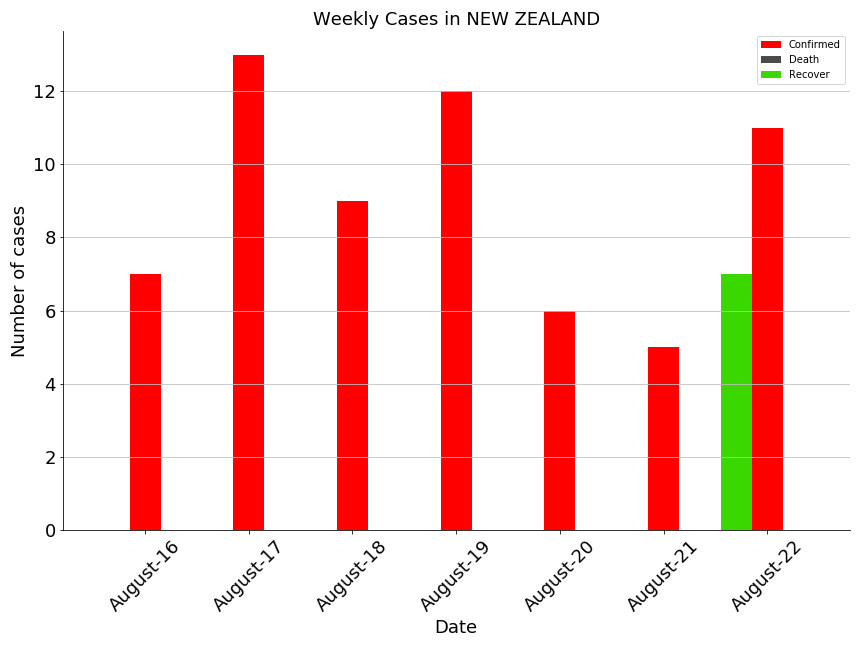 Weekly Cases in NEW ZEALAND
Confirmed
Death
Recover
Number of cases
12
10
8
6
4
2
0
August-16
August-17
August-18
August-19
August-20
August-21
August-22
Date